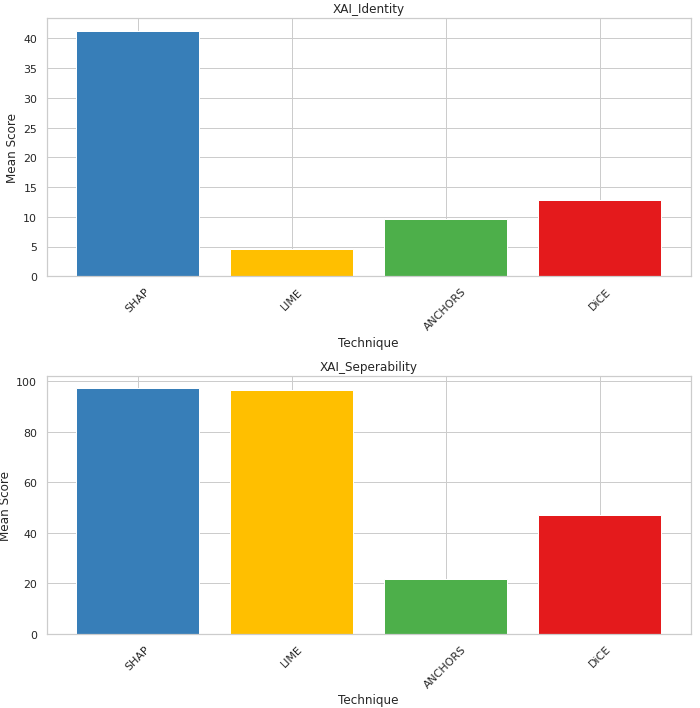 XAI_Identity
Mean Score
40
35
30
25
20
15
10
5
0
SHAP
LIME
ANCHORS
DiCE
Technique
XAI_Seperability
Mean Score
100
80
60
40
20
0
SHAP
LIME
ANCHORS
DiCE
Technique